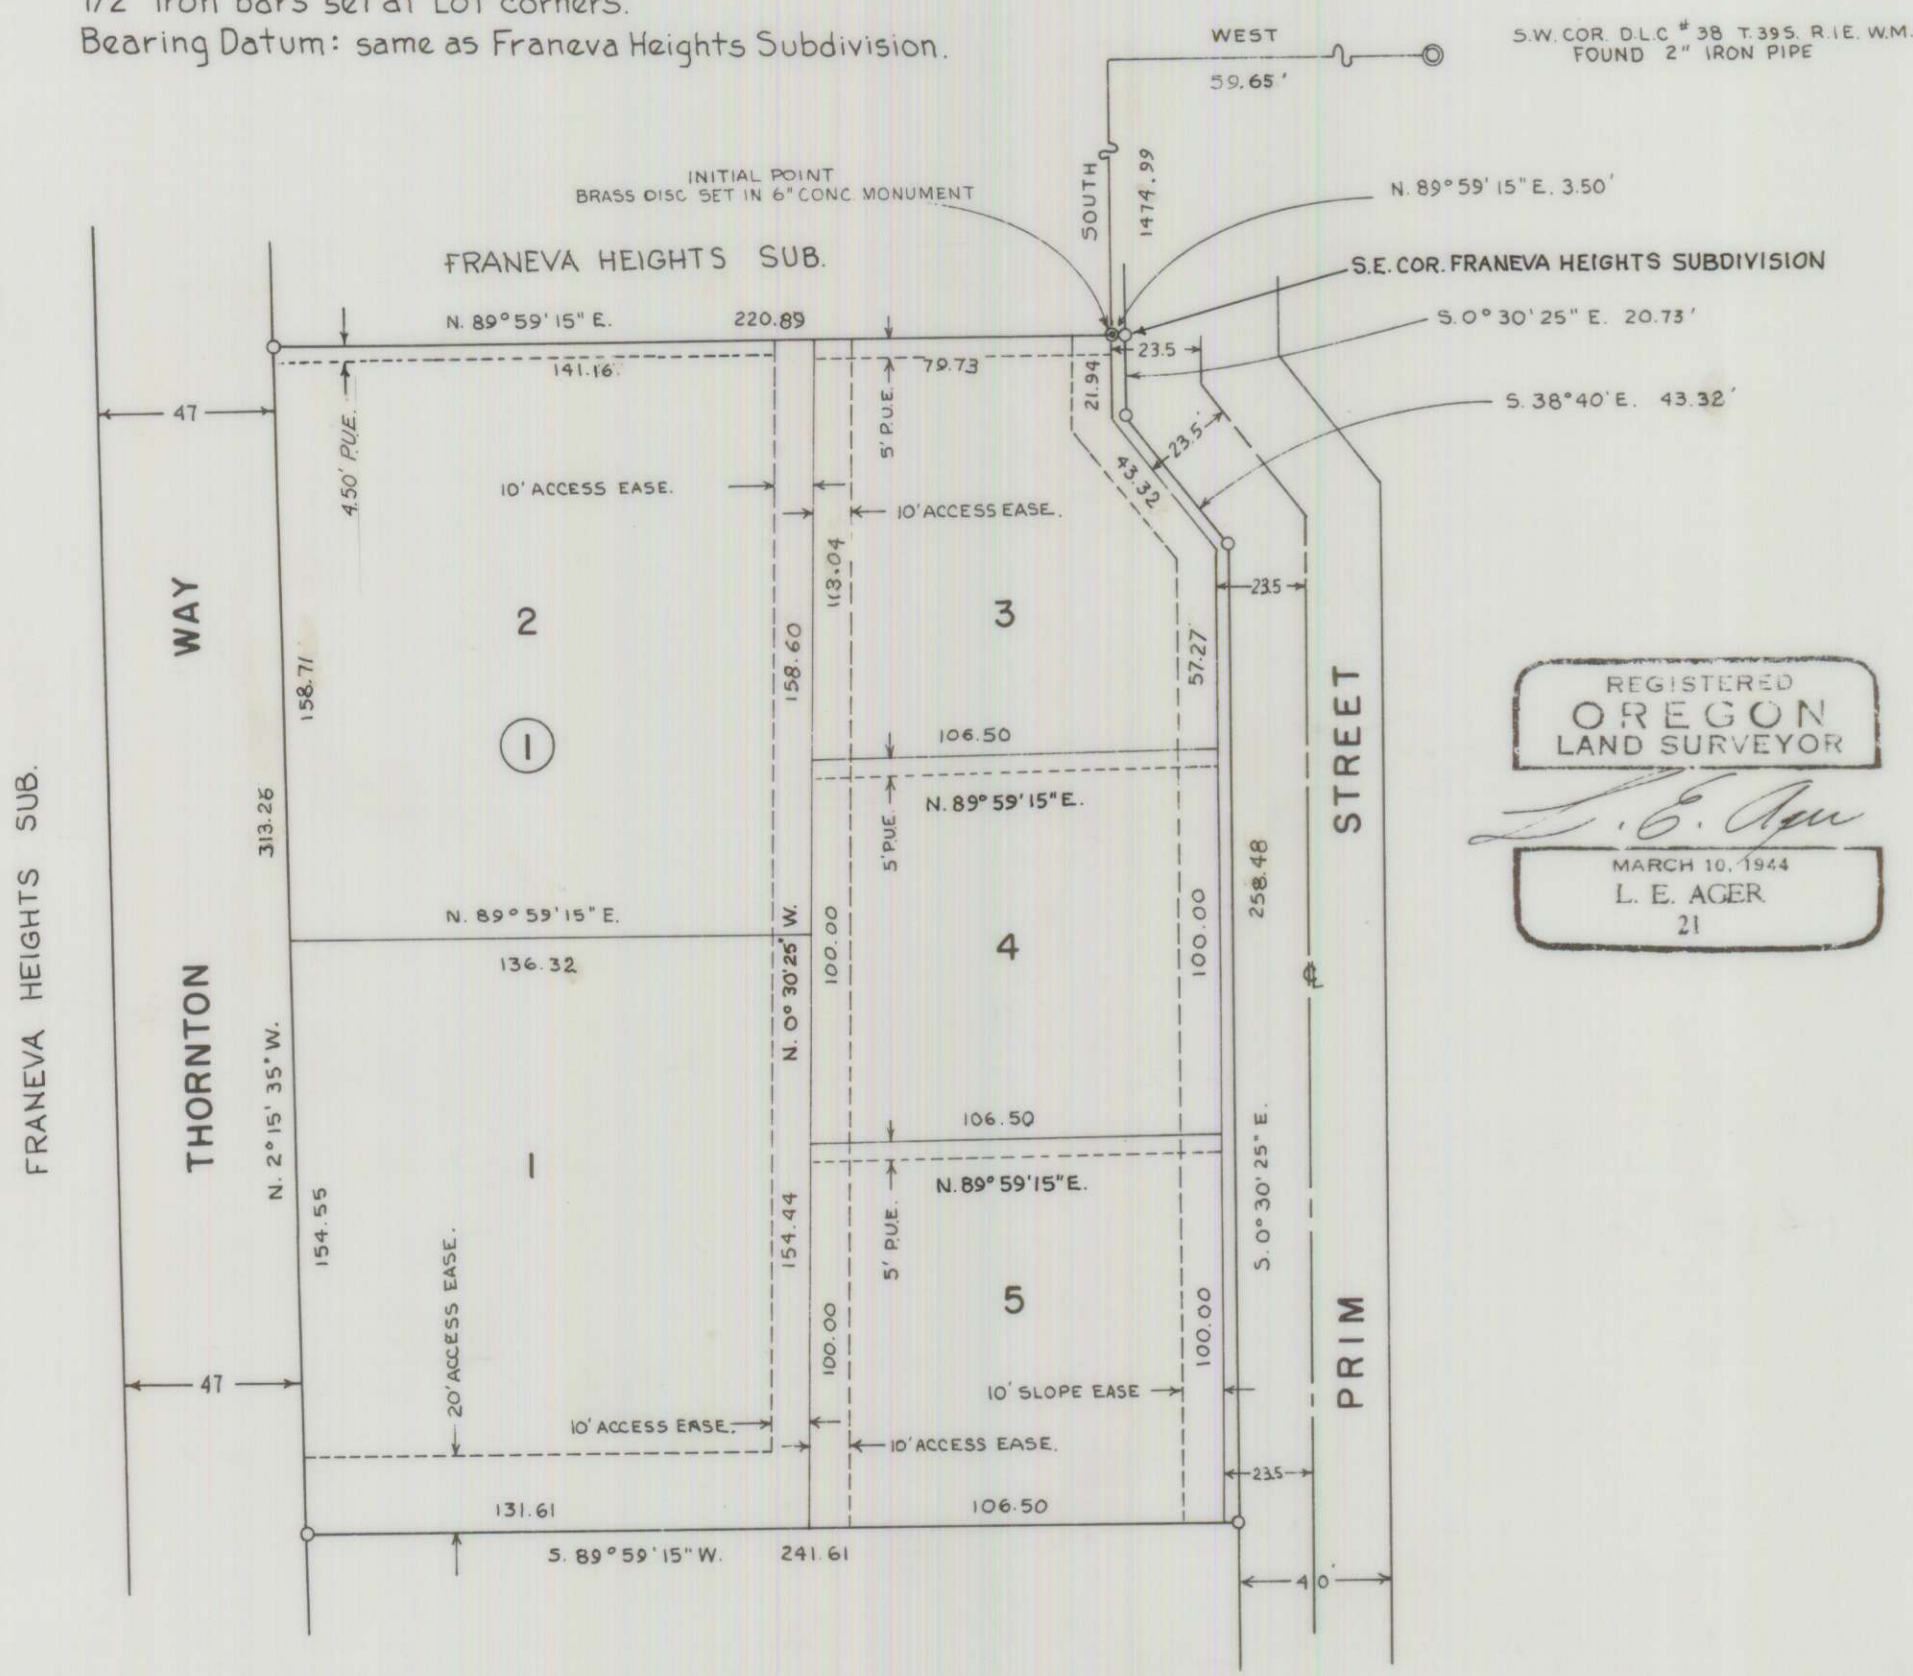 1/2" Iron bars set at Lot corners.
Bearing Datum: same as Franeva Heights Subdivision.
WEST
59.65'
S.W. COR. D.L.C # 38 T.39S. R.1E. W.M.
FOUND 2" IRON PIPE
INITIAL POINT
BRASS DISC SET IN 6" CONC. MONUMENT
SOUTH
1474.99
N. 89°59'15"E. 3.50'
S.E. COR. FRANEVA HEIGHTS SUBDIVISION
S. 0°30'25" E. 20.73'
S. 38°40'E. 43.32'
FRANEVA HEIGHTS SUB.
N. 89°59'15" E.
220.89
141.16
79.73
21.94
23.5
23.5'
43.32
47
4.50' P.U.E.
5' P.U.E.
10' ACCESS EASE.
10' ACCESS EASE.
113.04
2
3
23.5
WAY
158.71
158.60
57.27
1
106.50
N. 89°59'15"E.
5' P.U.E.
STREET
REGISTERED
OREGON
LAND SURVEYOR
L. E. Ager
MARCH 10, 1944
L. E. AGER
21
FRANEVA HEIGHTS SUB.
313.26
258.48
N. 89°59'15"E.
136.32
N. 0°30'25" W.
100.00
4
100.00
℄
THORNTON
N. 2°15'35" W.
106.50
N. 89°59'15"E.
S. 0°30'25" E.
1
154.55
154.44
5' P.U.E.
5
20' ACCESS EASE.
100.00
100.00
PRIM
47
10' SLOPE EASE
10' ACCESS EASE.
10' ACCESS EASE.
23.5
131.61
106.50
S. 89°59'15" W.
241.61
40'